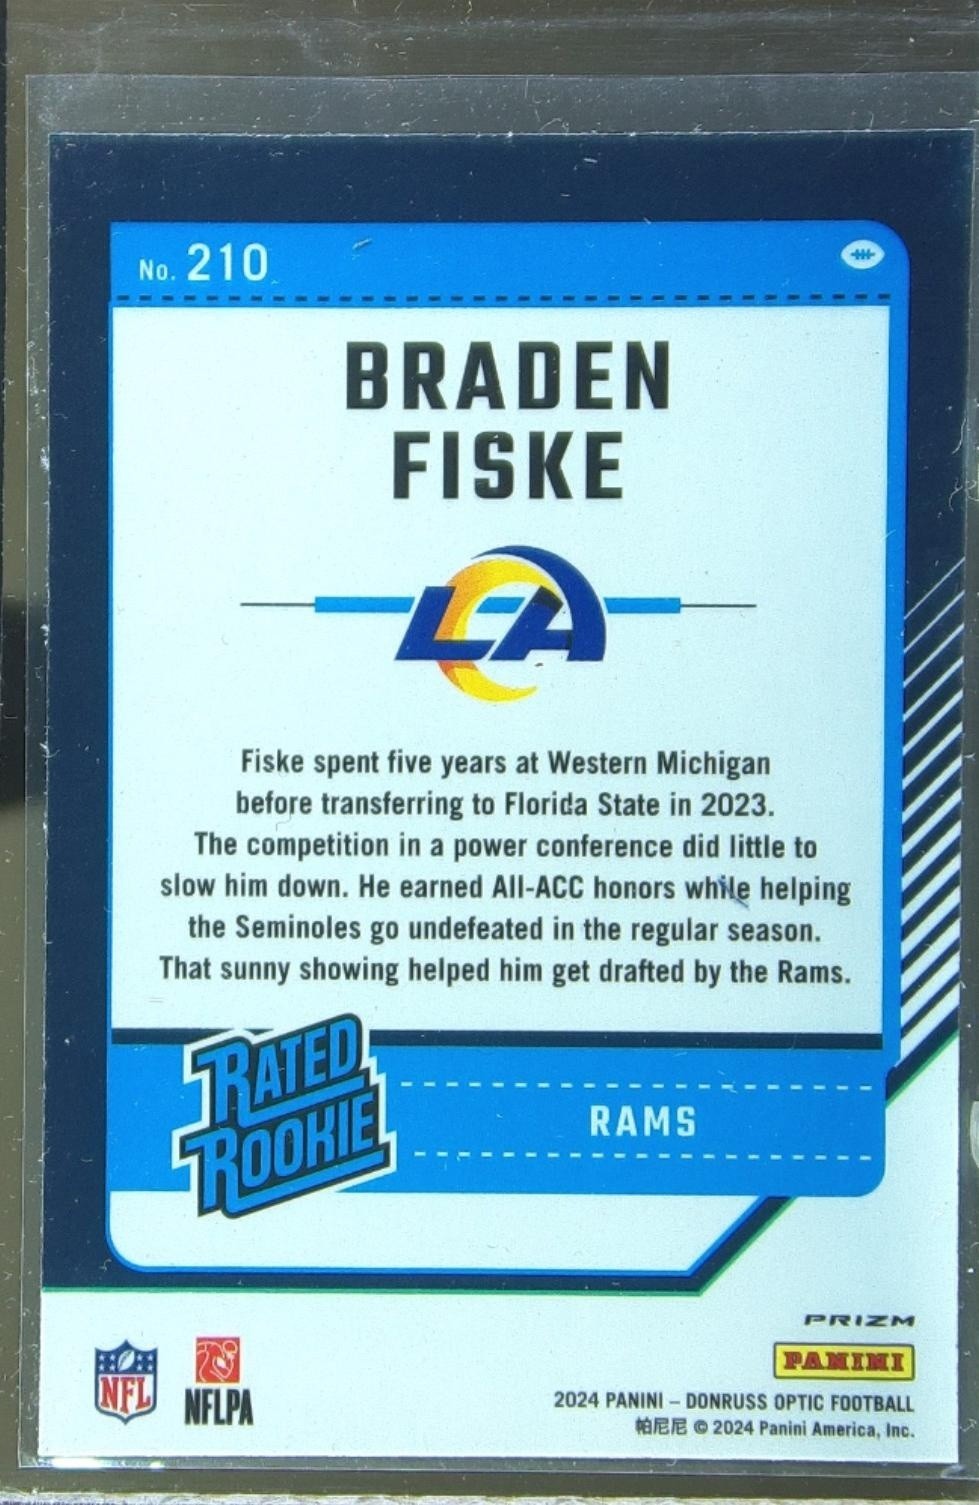 No. 210
BRADEN
FISKE
LA
Fiske spent five years at Western Michigan
before transferring to Florida State in 2023.
The competition in a power conference did little to
slow him down. He earned All-ACC honors while helping
the Seminoles go undefeated in the regular season.
That sunny showing helped him get drafted by the Rams.
RATED
ROOKIE
RAMS
PRIZM
PANINI
NFL
NFLPA
2024 PANINI – DONRUSS OPTIC FOOTBALL
帕尼尼 © 2024 Panini America, Inc.